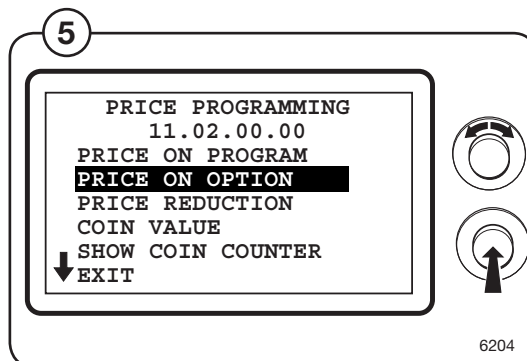 5
PRICE PROGRAMMING
11.02.00.00
PRICE ON PROGRAM
PRICE ON OPTION
PRICE REDUCTION
COIN VALUE
SHOW COIN COUNTER
EXIT
6204